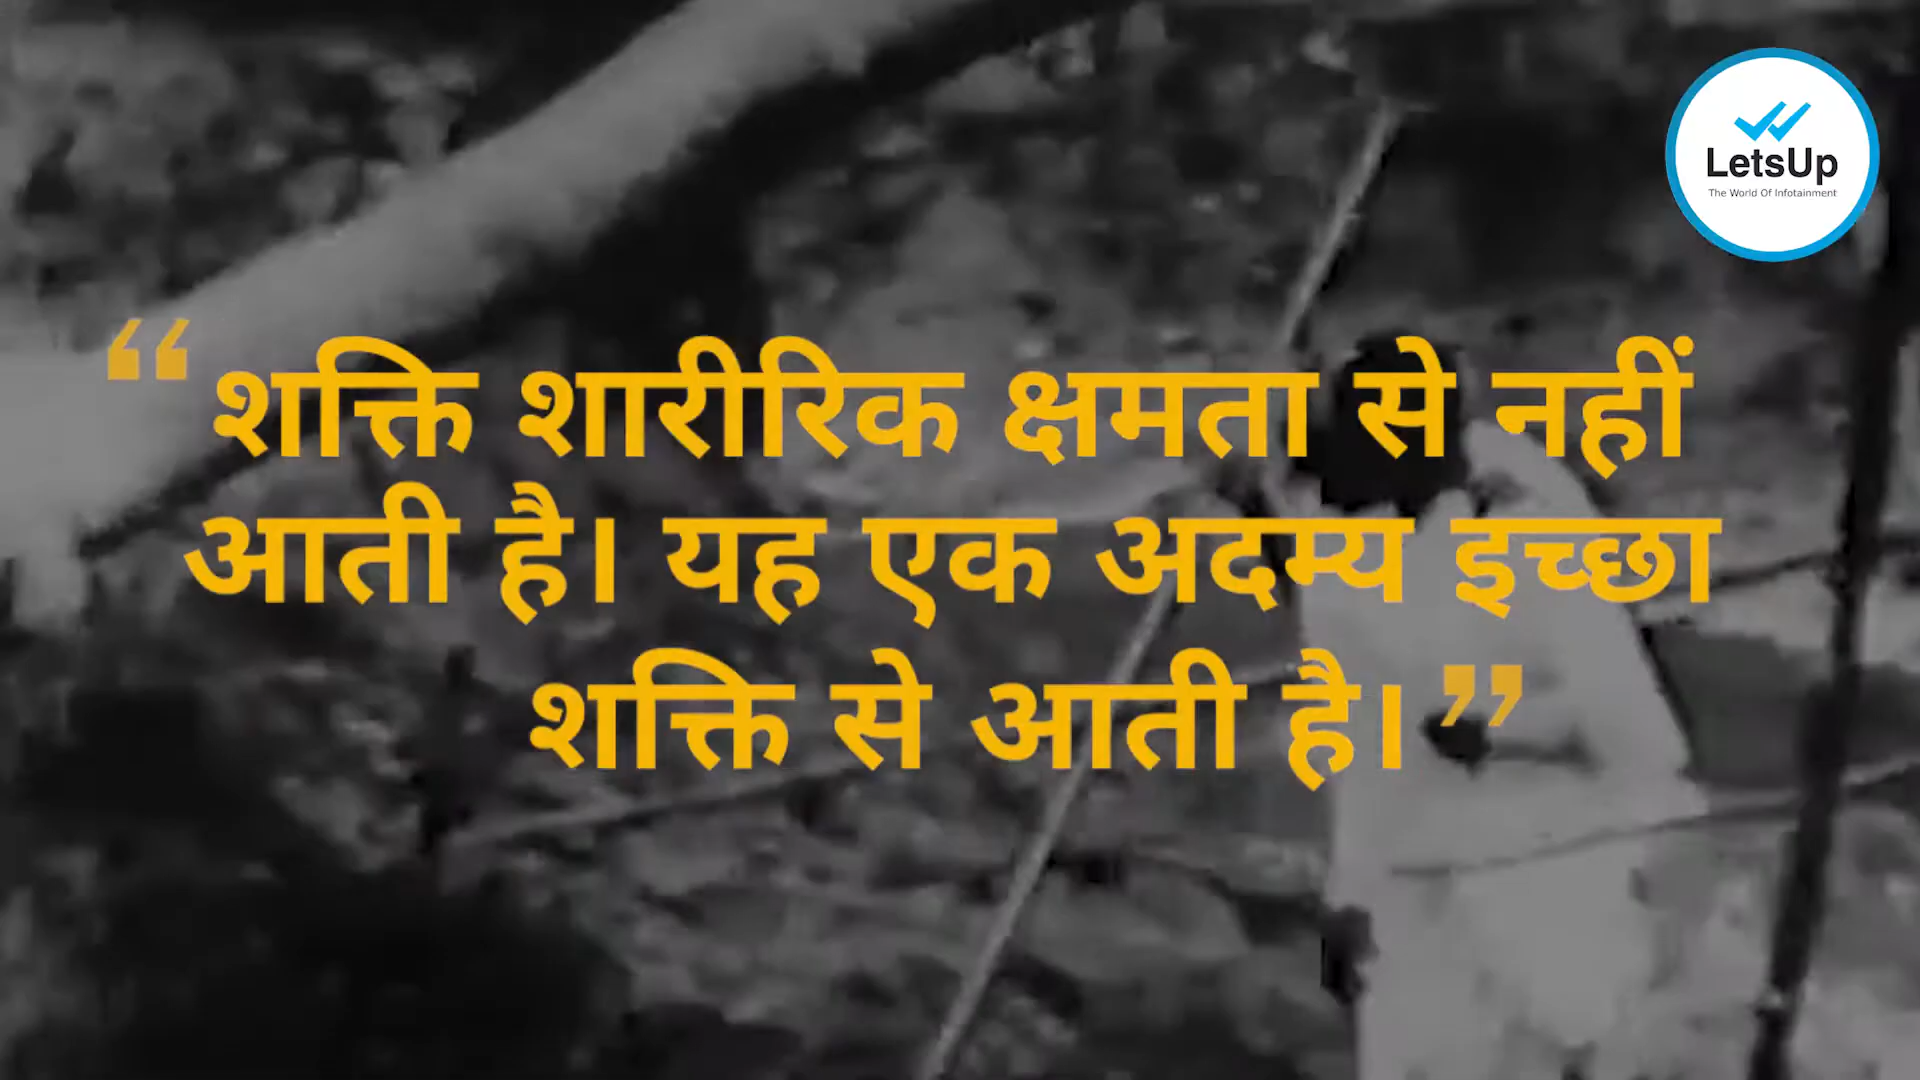 LetsUp
The World Of Infotainment
“शक्ति शारीरिक क्षमता से नहीं
आती है। यह एक अदम्य इच्छा
शक्ति से आती है।”